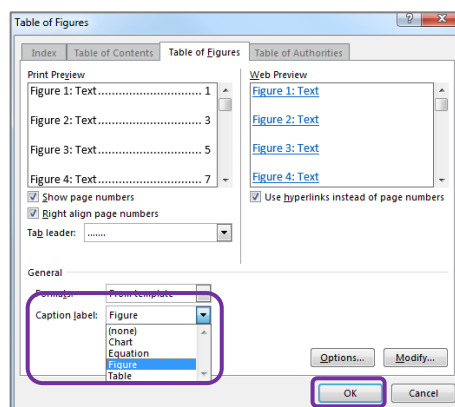 Table of Figures
Index Table of Contents Table of Figures Table of Authorities
Print Preview
Figure 1: Text.................................... 1
Figure 2: Text.................................... 3
Figure 3: Text.................................... 5
Figure 4: Text.................................... 7
Web Preview
Figure 1: Text
Figure 2: Text
Figure 3: Text
Figure 4: Text
Show page numbers
Right align page numbers
Use hyperlinks instead of page numbers
Tab leader: .......
General
Formats: From template
Caption label: Figure
(none)
Chart
Equation
Figure
Table
Options... Modify...
OK Cancel